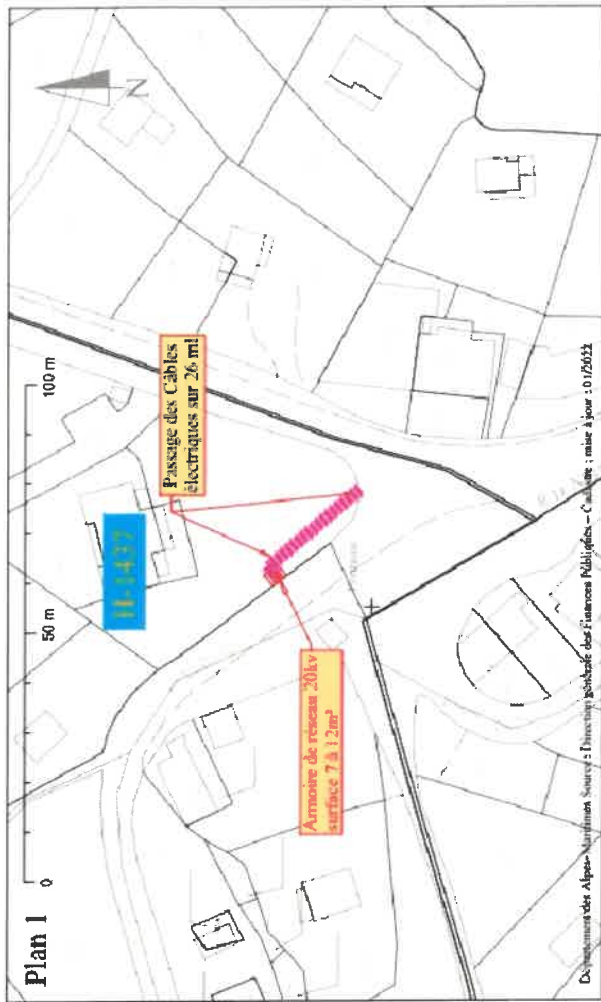 Plan 1
0
50 m
100 m
N
H-1437
Passage des Câbles
électriques sur 26 ml
Armoire de réseau 20kv
surface 7 à 12m²
Département des Alpes-Maritimes Source : Direction générale des Finances Publiques - Cadastre ; mise à jour : 01/2022